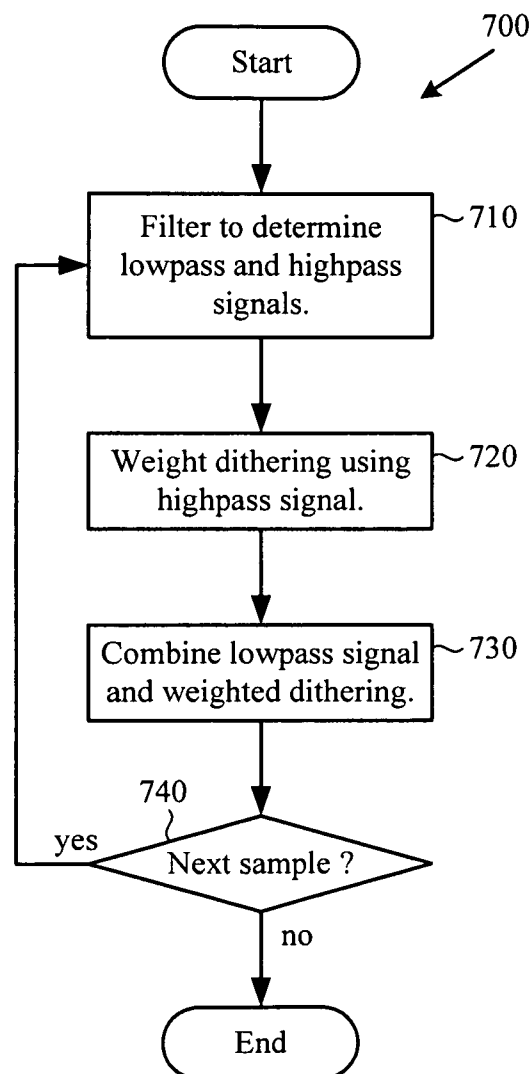 700
Start
710
Filter to determine
lowpass and highpass
signals.
720
Weight dithering using
highpass signal.
730
Combine lowpass signal
and weighted dithering.
740
yes
Next sample ?
no
End